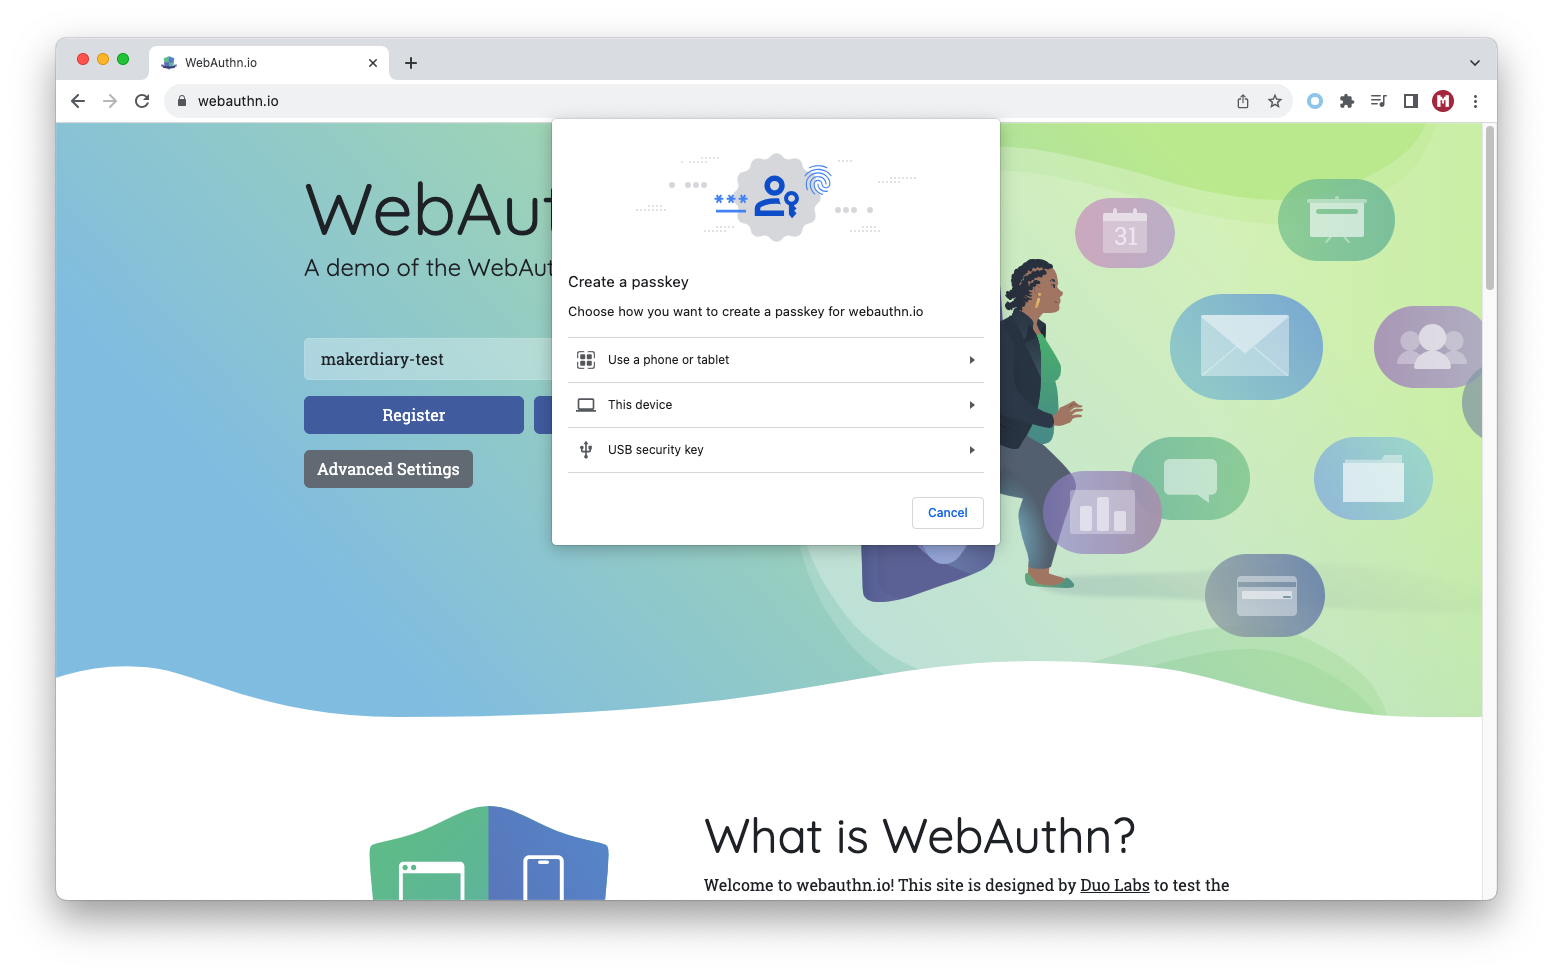 WebAuthn.io
webauthn.io
M
WebAut
A demo of the WebAut
makerdiary-test
Register
Advanced Settings
***
Create a passkey
Choose how you want to create a passkey for webauthn.io
Use a phone or tablet
This device
USB security key
Cancel
31
What is WebAuthn?
Welcome to webauthn.io! This site is designed by Duo Labs to test the